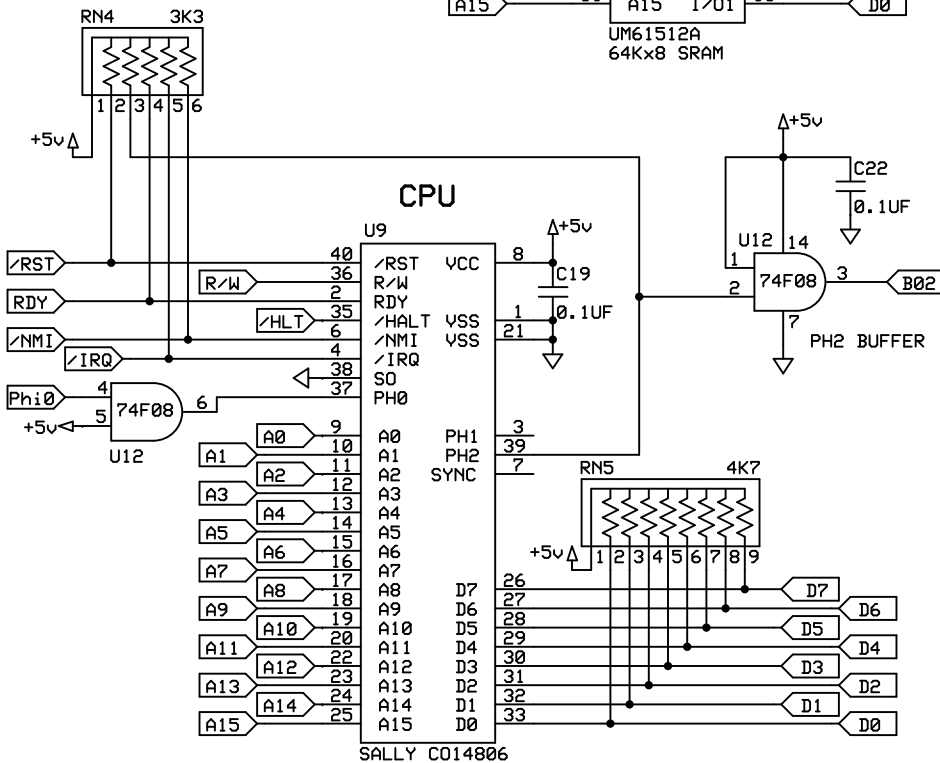 A15 A15 I/O1 D0
UM61512A
64Kx8 SRAM
RN4 3K3
1 2 3 4 5 6
+5v
+5v
C22
0.1UF
CPU
U9
+5v
U12 14
1 74F08 3 B02
2
7
PH2 BUFFER
/RST 40 /RST VCC 8
C19
0.1UF
R/W 36 R/W
RDY 2 RDY
/HLT 35 /HALT VSS 1
/NMI 6 /NMI VSS 21
/IRQ 4 /IRQ
38 SO
Phi0 4 74F08 6 37 PH0
+5v 5
U12
A0 9 A0 PH1 3
A1 10 A1 PH2 39
A2 11 A2 SYNC 7
A3 12 A3
A4 13 A4
A5 14 A5
A6 15 A6
A7 16 A7
RN5 4K7
+5v 1 2 3 4 5 6 7 8 9
A8 17 A8 D7 26 D7
A9 18 A9 D6 27 D6
A10 19 A10 D5 28 D5
A11 20 A11 D4 29 D4
A12 22 A12 D3 30 D3
A13 23 A13 D2 31 D2
A14 24 A14 D1 32 D1
A15 25 A15 D0 33 D0
SALLY CO14806